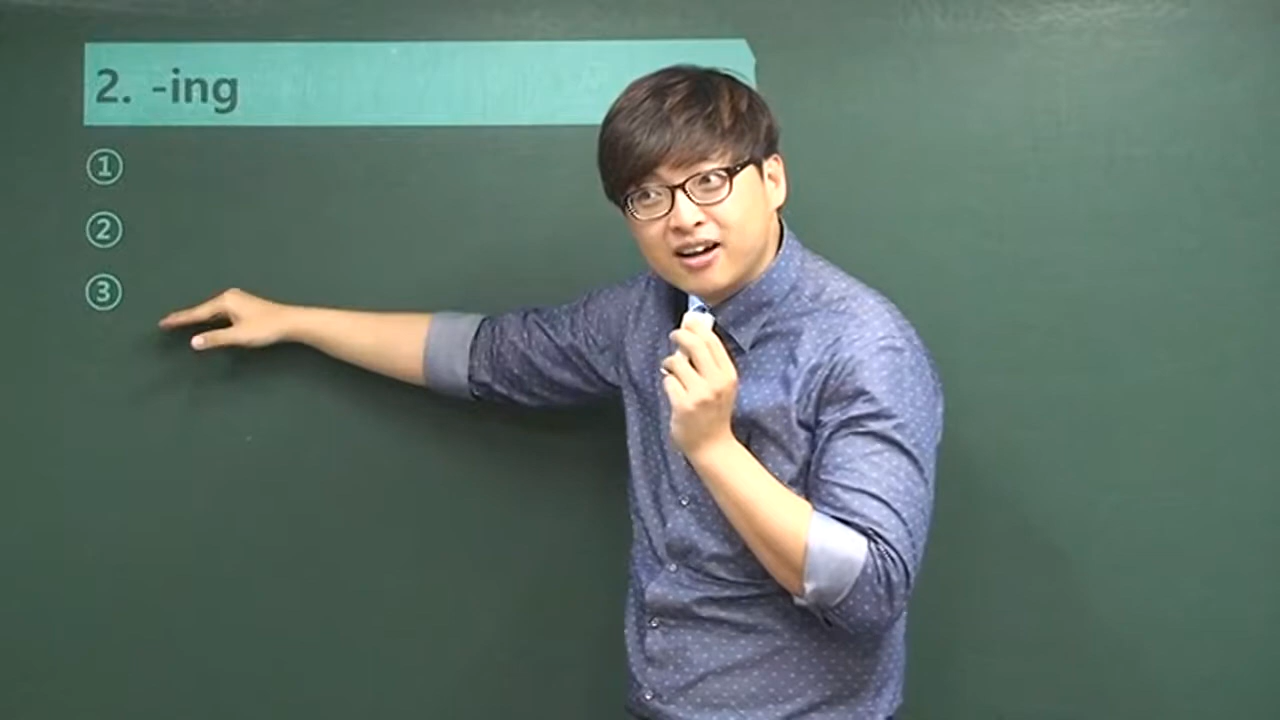 2. -ing
①
②
③